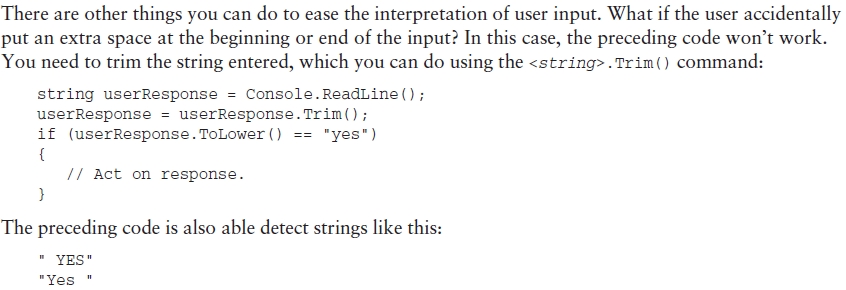 There are other things you can do to ease the interpretation of user input. What if the user accidentally
put an extra space at the beginning or end of the input? In this case, the preceding code won’t work.
You need to trim the string entered, which you can do using the <string>.Trim() command:
string userResponse = Console.ReadLine();
userResponse = userResponse.Trim();
if (userResponse.ToLower() == "yes")
{
// Act on response.
}
The preceding code is also able detect strings like this:
" YES"
"Yes "